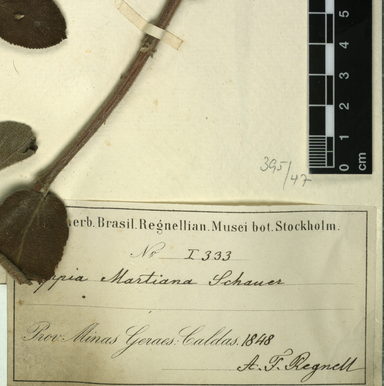 5
4
3
2
1
0
cm
395/47
herb. Brasil. Regnellian. Musei bot. Stockholm.
No I 333
ppia Martiana Schauer
Prov: Minas Geraes: Caldas. 1848
A. F. Regnell